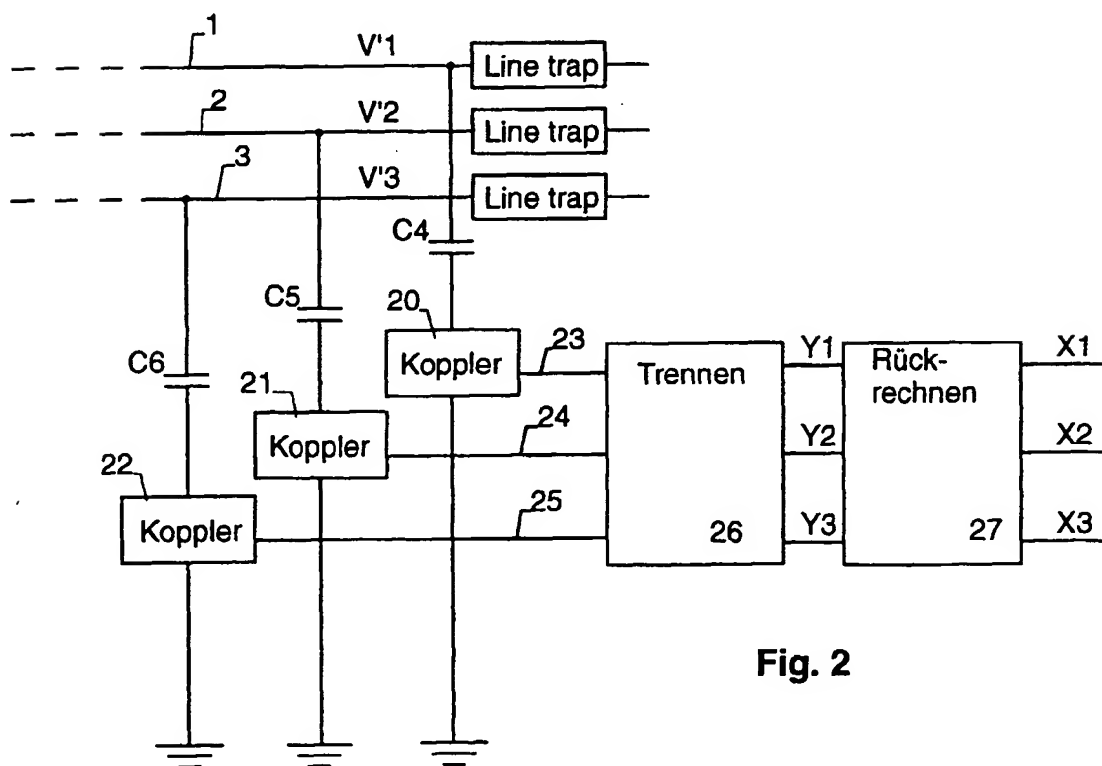 1
V'1
Line trap
2
V'2
Line trap
3
V'3
Line trap
C4
C5
20
C6
Koppler
23
Trennen
Y1
Rück-
rechnen
X1
21
Koppler
24
Y2
X2
22
Koppler
25
26
Y3
27
X3
Fig. 2